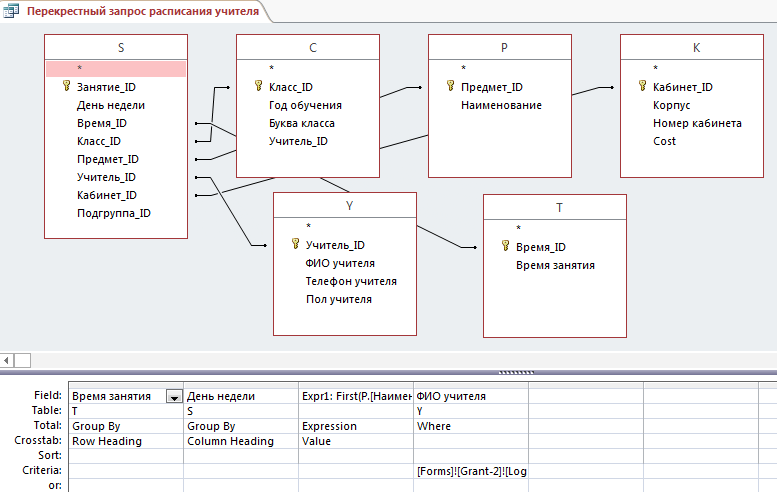 Перекрестный запрос расписания учителя
S
*
Занятие_ID
День недели
Время_ID
Класс_ID
Предмет_ID
Учитель_ID
Кабинет_ID
Подгруппа_ID
C
*
Класс_ID
Год обучения
Буква класса
Учитель_ID
P
*
Предмет_ID
Наименование
K
*
Кабинет_ID
Корпус
Номер кабинета
Cost
Y
*
Учитель_ID
ФИО учителя
Телефон учителя
Пол учителя
T
*
Время_ID
Время занятия
Field: Время занятия День недели Expr1: First(P.[Наимен ФИО учителя
Table: T S Y
Total: Group By Group By Expression Where
Crosstab: Row Heading Column Heading Value
Sort:
Criteria: [Forms]![Grant-2]![Log
or: